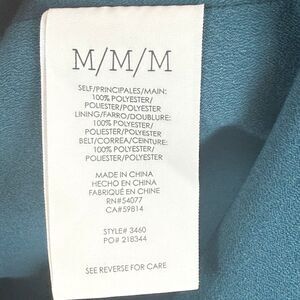 M/M/M
SELF/PRINCIPALES/MAIN:
100% POLYESTER/
POLIESTER/POLYESTER
LINING/FARRO/DOUBLURE:
100% POLYESTER/
POLIESTER/POLYESTER
BELT/CORREA/CEINTURE:
100% POLYESTER/
POLIESTER/POLYESTER
MADE IN CHINA
HECHO EN CHINA
FABRIQUÉ EN CHINE
RN#54077
CA#59814
STYLE# 3460
PO# 218344
SEE REVERSE FOR CARE